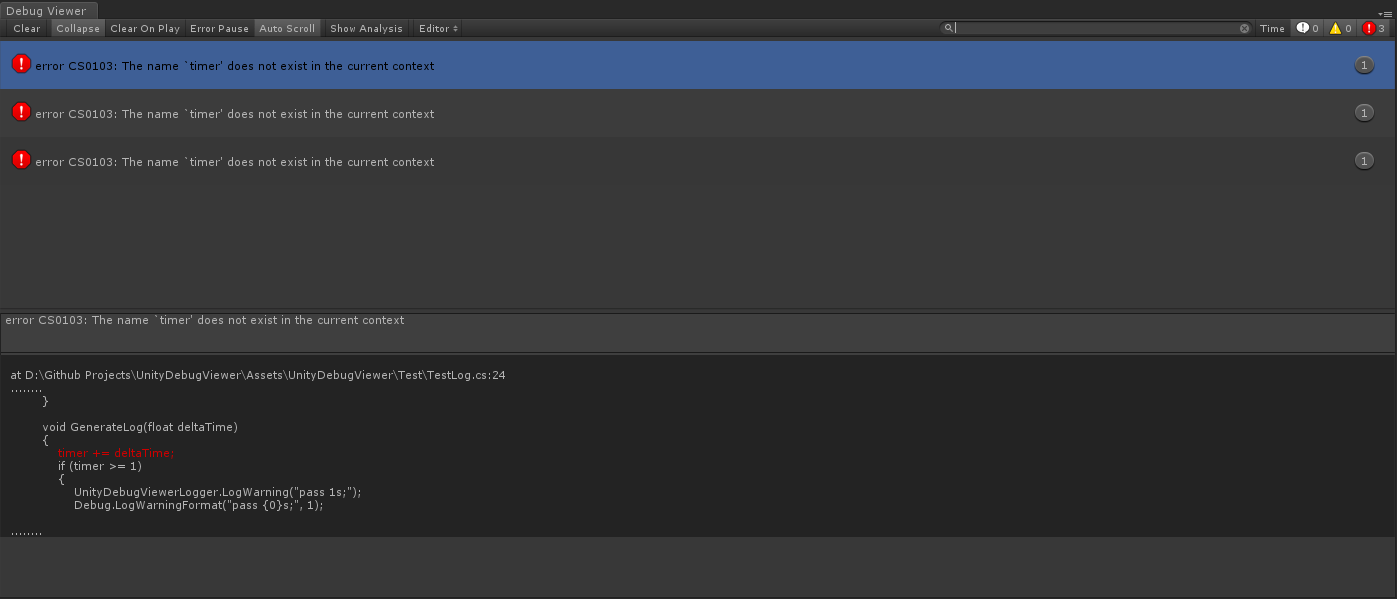 Debug Viewer
Clear Collapse Clear On Play Error Pause Auto Scroll Show Analysis Editor Time 0 0 3
error CS0103: The name `timer' does not exist in the current context 1
error CS0103: The name `timer' does not exist in the current context 1
error CS0103: The name `timer' does not exist in the current context 1
error CS0103: The name `timer' does not exist in the current context
at D:\Github Projects\UnityDebugViewer\Assets\UnityDebugViewer\Test\TestLog.cs:24
........
}
void GenerateLog(float deltaTime)
{
timer += deltaTime;
if (timer >= 1)
{
UnityDebugViewerLogger.LogWarning("pass 1s;");
Debug.LogWarningFormat("pass {0}s;", 1);
........